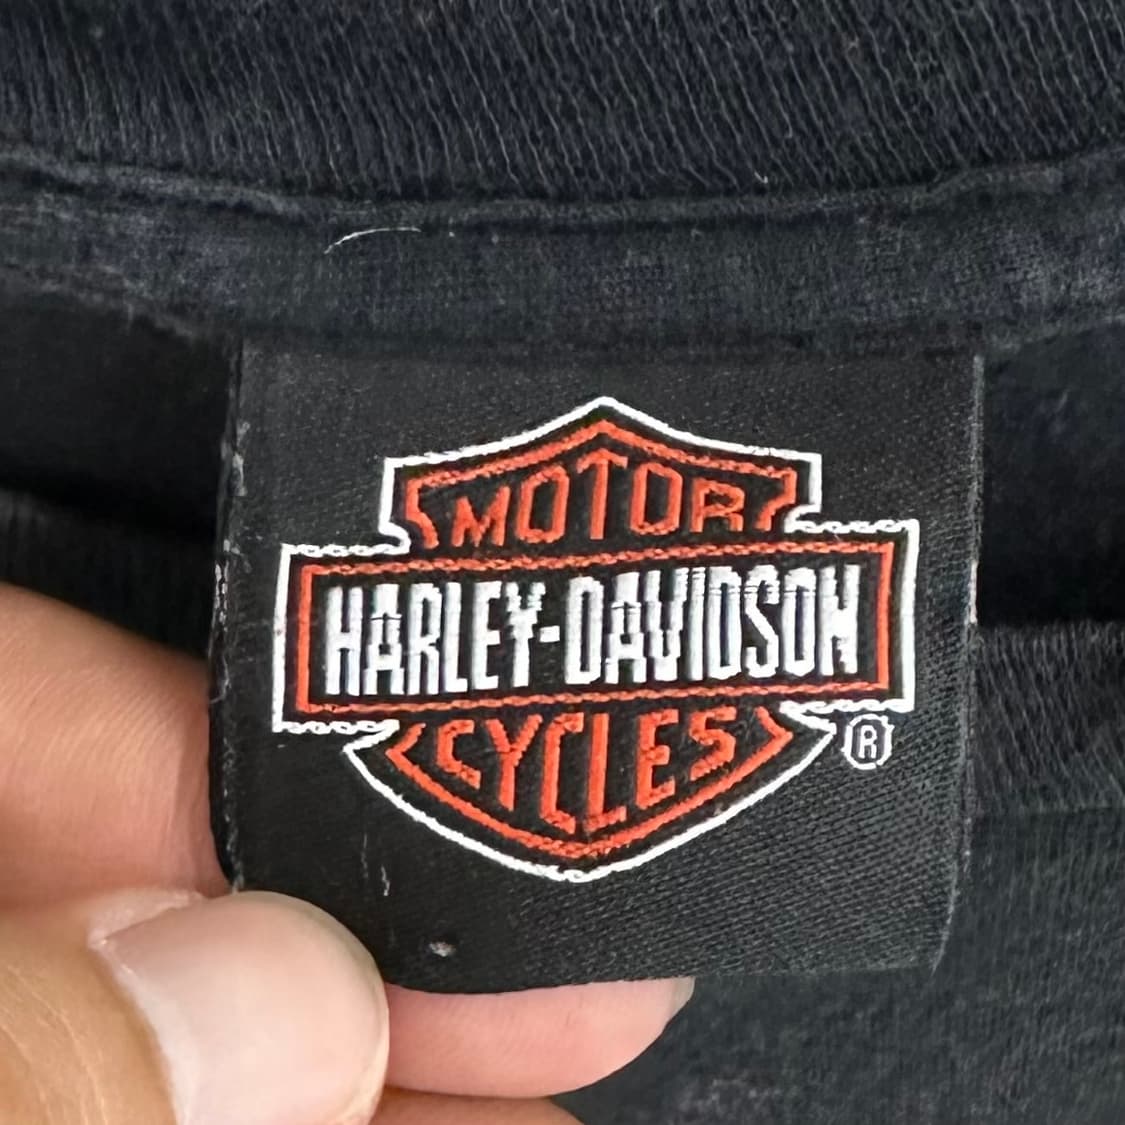 MOTOR
HARLEY-DAVIDSON
CYCLES
®